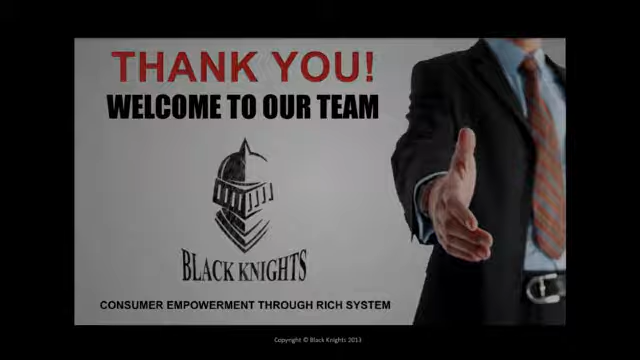 THANK YOU!
WELCOME TO OUR TEAM
BLACK KNIGHTS
CONSUMER EMPOWERMENT THROUGH RICH SYSTEM
Copyright © Black Knights 2013